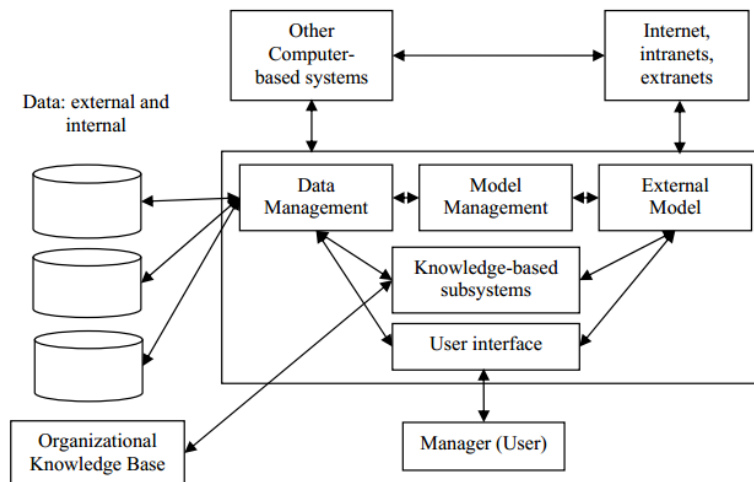 Other
Computer-
based systems
Internet,
intranets,
extranets
Data: external and
internal
Data
Management
Model
Management
External
Model
Knowledge-based
subsystems
User interface
Organizational
Knowledge Base
Manager (User)